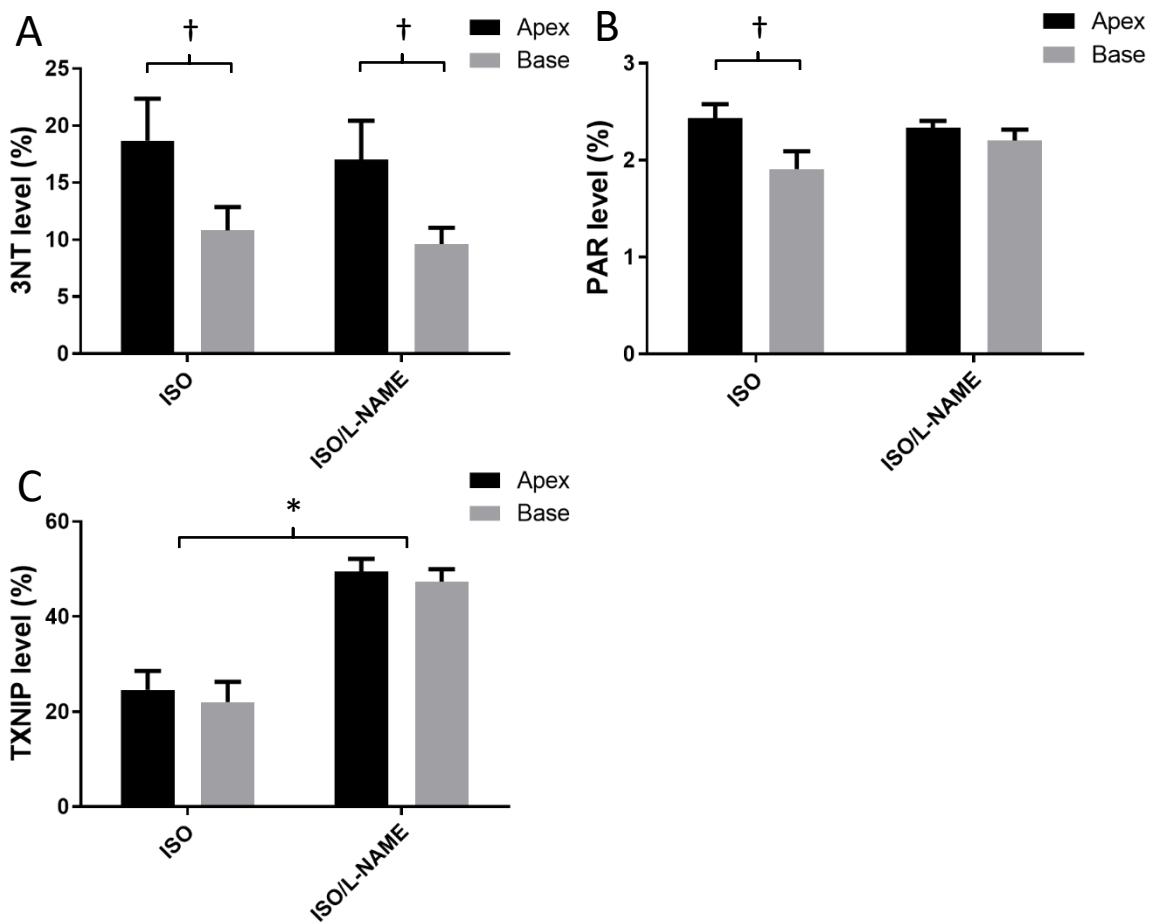 A
†
†
Apex
Base
3NT level (%)
25
20
15
10
5
0
ISO
ISO/L-NAME
B
†
Apex
Base
PAR level (%)
3
2
1
0
ISO
ISO/L-NAME
C
*
Apex
Base
TXNIP level (%)
60
40
20
0
ISO
ISO/L-NAME